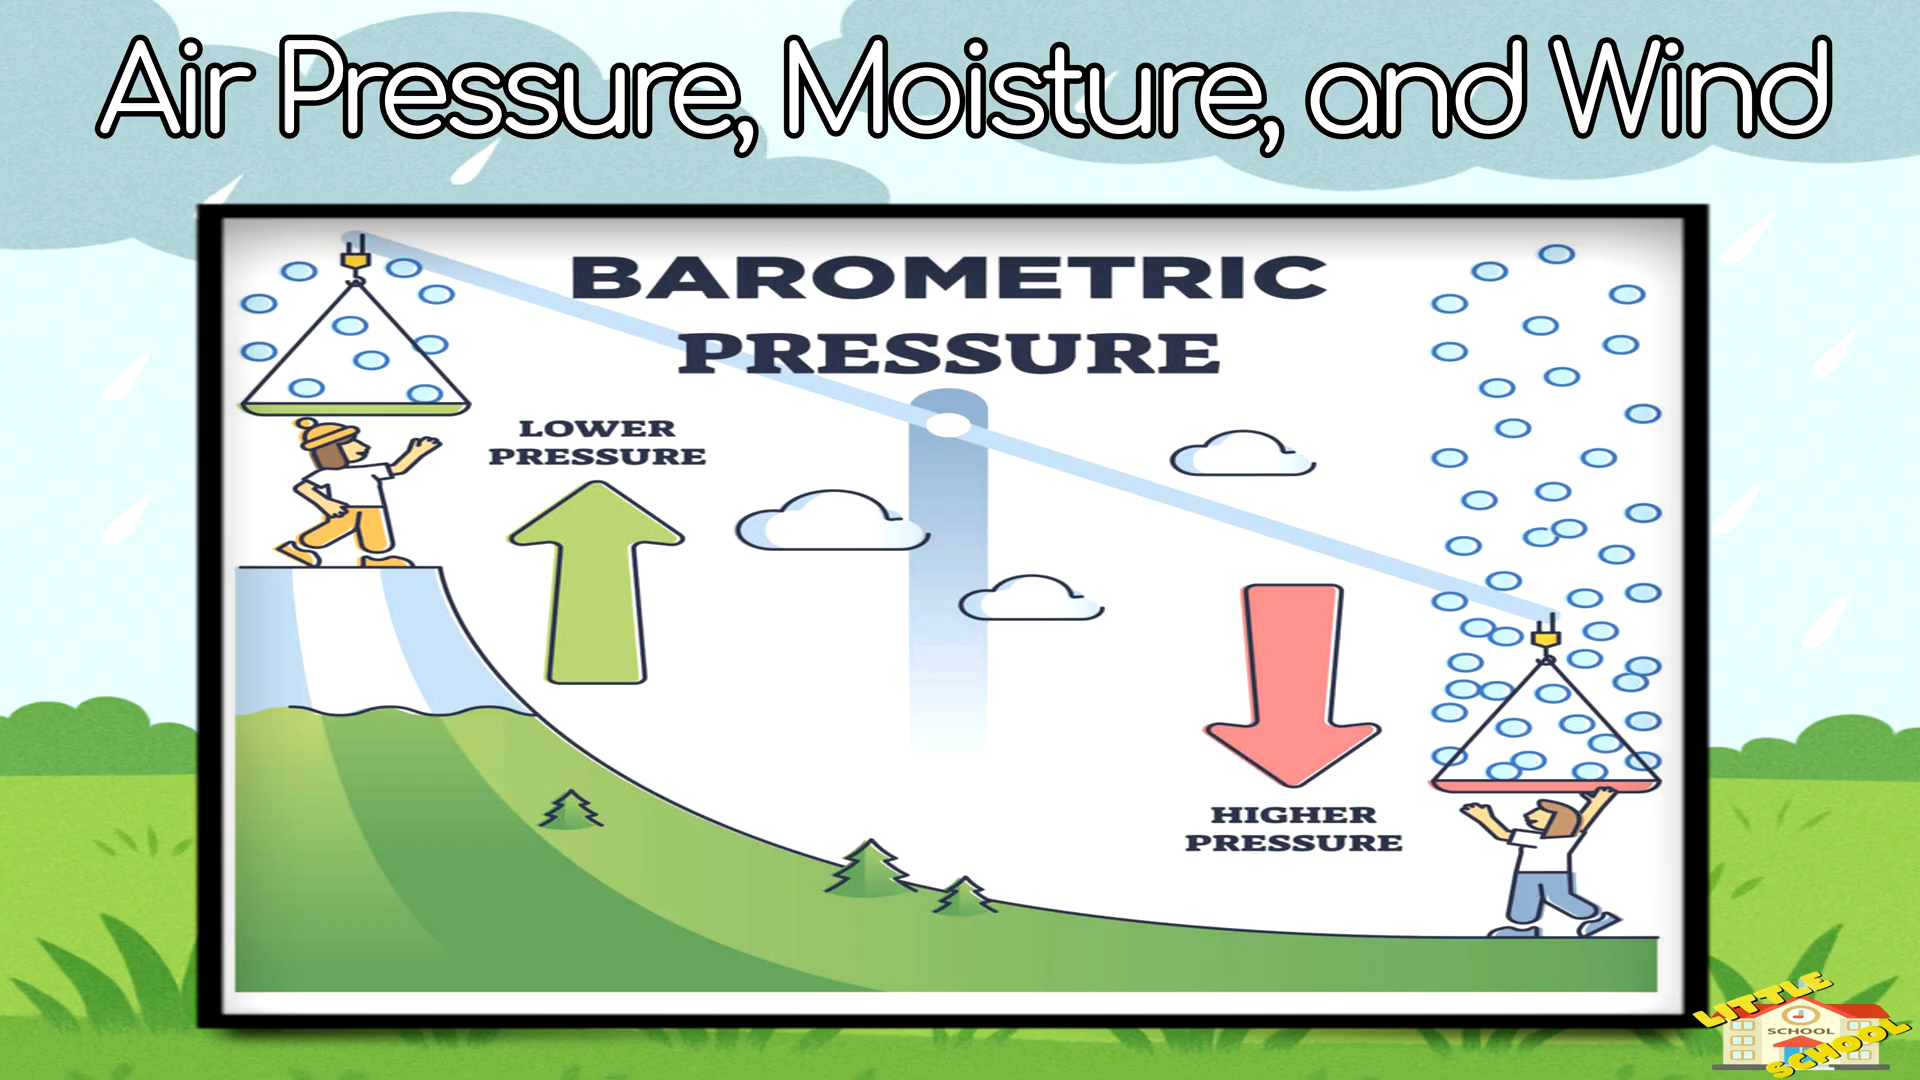 Air Pressure, Moisture, and Wind
BAROMETRIC
PRESSURE
LOWER
PRESSURE
HIGHER
PRESSURE
LITTLE
SCHOOL
SCHOOL